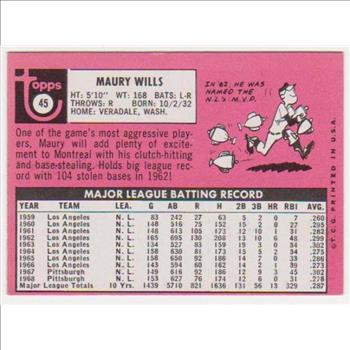 topps
45
MAURY WILLS
HT: 5'10" WT: 168 BATS: L-R
THROWS: R BORN: 10/2/32
HOME: VERADALE, WASH.
IN '62, HE WAS
NAMED THE
N.L.'S M.V.P.
One of the game's most aggressive play-
ers, Maury will add plenty of excite-
ment to Montreal with his clutch-hitting
and base-stealing. Holds big league
record with 104 stolen bases in 1962!
©T.C.G. PRINTED IN U.S.A.
MAJOR LEAGUE BATTING RECORD
YEAR TEAM LEA G AB R H 2B 3B HR RBI AVG.
1959 Los Angeles N.L. 83 242 27 63 5 2 0 7 .260
1960 Los Angeles N.L. 148 516 75 152 15 2 0 27 .295
1961 Los Angeles N.L. 148 613 105 173 12 10 1 31 .282
1962 Los Angeles N.L. 165 695 130 208 13 13 6 48 .299
1963 Los Angeles N.L. 134 527 83 159 19 3 0 34 .302
1964 Los Angeles N.L. 158 630 81 173 15 5 2 34 .275
1965 Los Angeles N.L. 158 650 92 186 14 7 0 33 .286
1966 Los Angeles N.L. 143 594 60 162 14 2 1 39 .273
1967 Pittsburgh N.L. 149 616 92 186 12 9 3 45 .302
1968 Pittsburgh N.L. 153 627 76 174 12 6 0 31 .278
Major League Totals 10 Yrs. 1439 5710 821 1636 131 56 13 329 .287